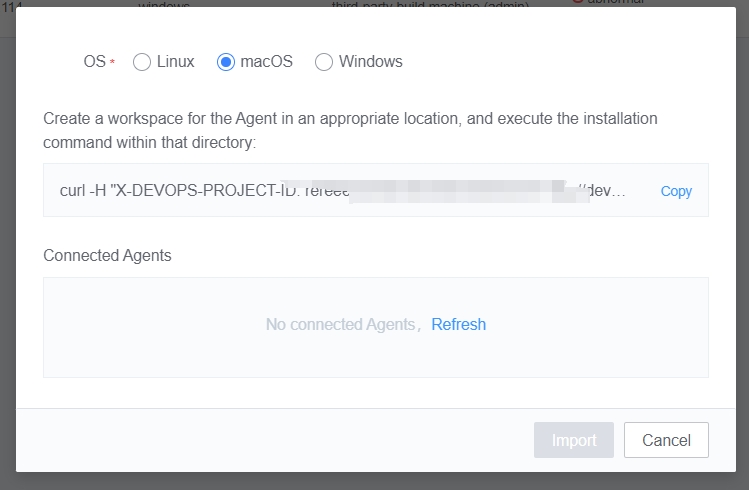 114 windows third-party build machine (admin) abnormal
OS * Linux macOS Windows
Create a workspace for the Agent in an appropriate location, and execute the installation
command within that directory:
curl -H "X-DEVOPS-PROJECT-ID: //dev… Copy
Connected Agents
No connected Agents, Refresh
Import Cancel